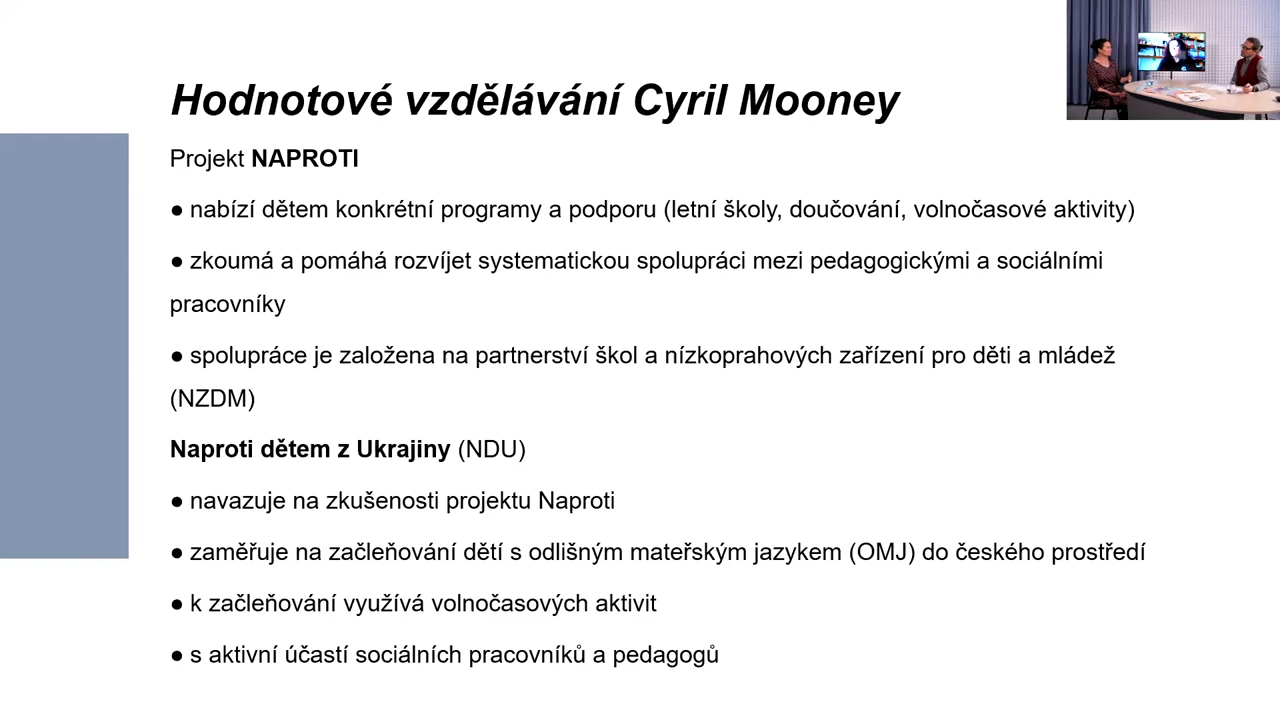 Hodnotové vzdělávání Cyril Mooney
Projekt NAPROTI
● nabízí dětem konkrétní programy a podporu (letní školy, doučování, volnočasové aktivity)
● zkoumá a pomáhá rozvíjet systematickou spolupráci mezi pedagogickými a sociálními
pracovníky
● spolupráce je založena na partnerství škol a nízkoprahových zařízení pro děti a mládež
(NZDM)
Naproti dětem z Ukrajiny (NDU)
● navazuje na zkušenosti projektu Naproti
● zaměřuje na začleňování dětí s odlišným mateřským jazykem (OMJ) do českého prostředí
● k začleňování využívá volnočasových aktivit
● s aktivní účastí sociálních pracovníků a pedagogů